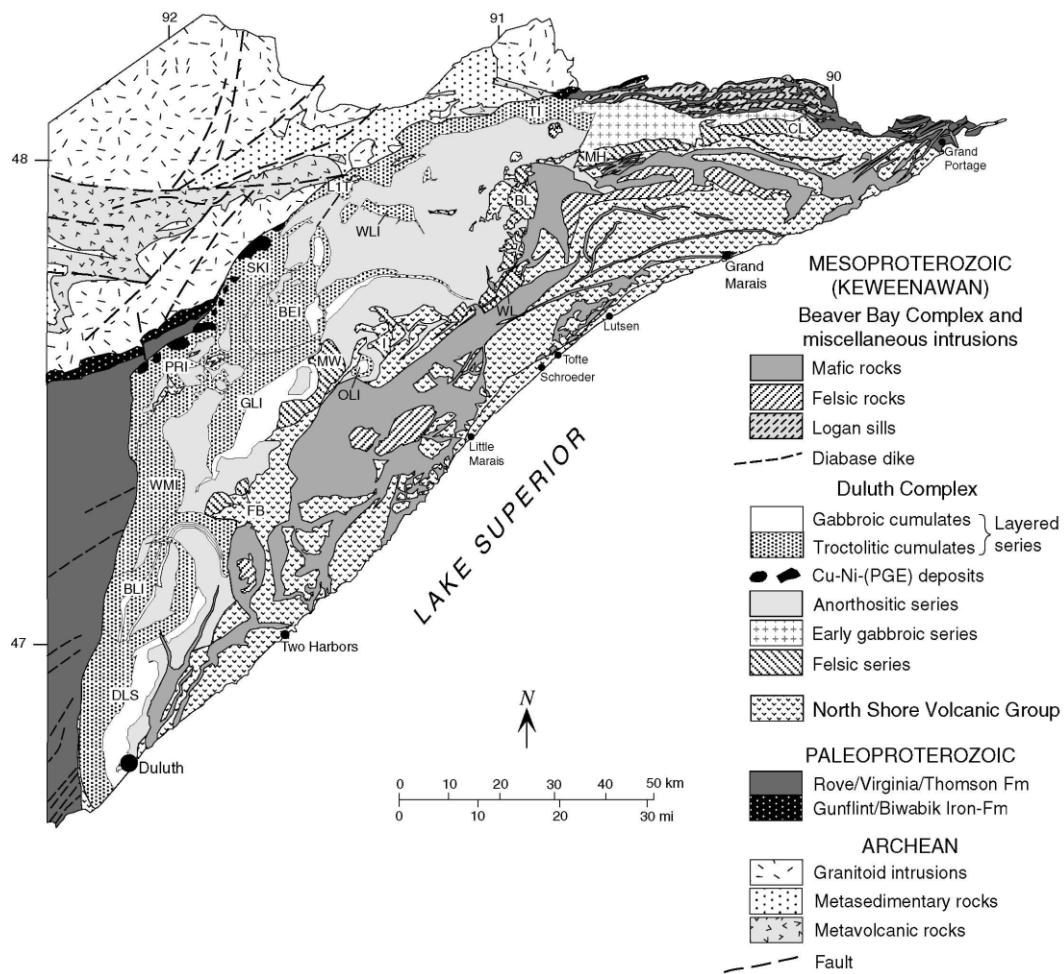 92
91
90
48
47
TI
CL
MH
Grand
Portage
L1T
BL
WLI
SKI
Grand
Marais
BEI
WL
Lutsen
PRI
MW
Tofte
OLI
Schroeder
GLI
Little
Marais
WMI
FB
BLI
Two Harbors
DLS
Duluth
LAKE SUPERIOR
N
0 10 20 30 40 50 km
0 10 20 30 mi
MESOPROTEROZOIC
(KEWEENAWAN)
Beaver Bay Complex and
miscellaneous intrusions
Mafic rocks
Felsic rocks
Logan sills
Diabase dike
Duluth Complex
Gabbroic cumulates
Troctolitic cumulates
Layered
series
Cu-Ni-(PGE) deposits
Anorthositic series
Early gabbroic series
Felsic series
North Shore Volcanic Group
PALEOPROTEROZOIC
Rove/Virginia/Thomson Fm
Gunflint/Biwabik Iron-Fm
ARCHEAN
Granitoid intrusions
Metasedimentary rocks
Metavolcanic rocks
Fault